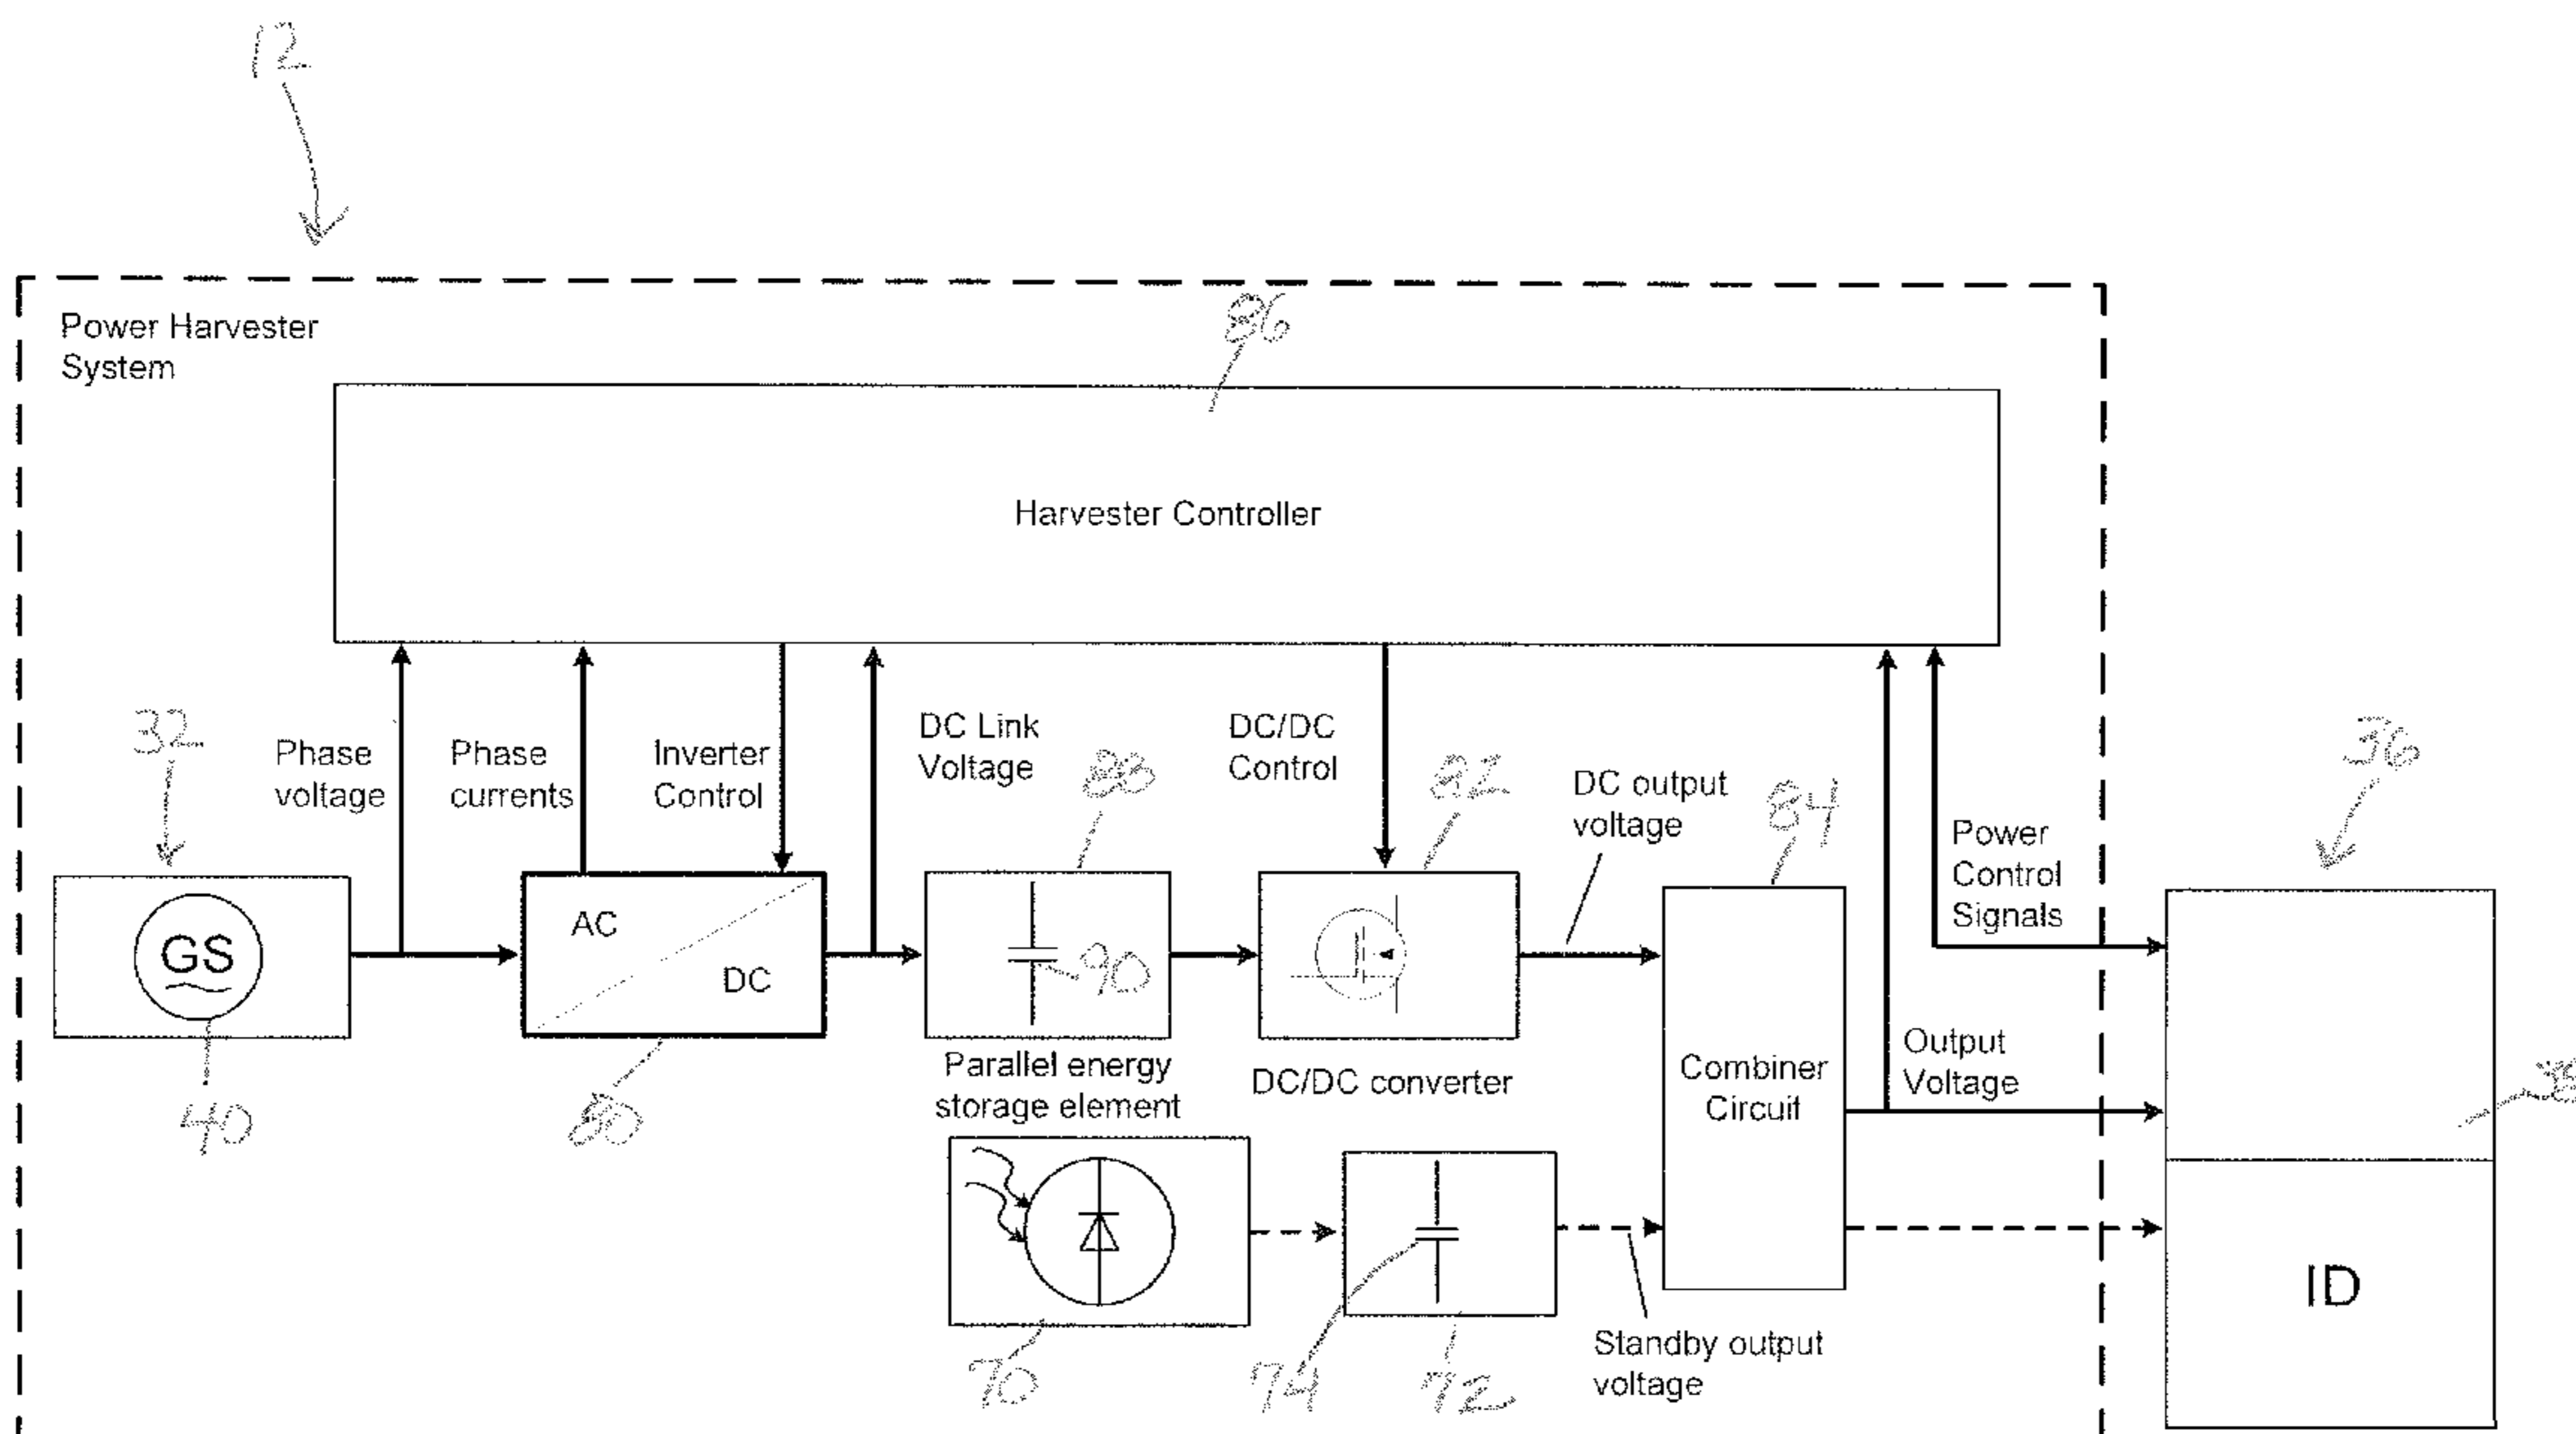 12
Power Harvester
System
86
Harvester Controller
32
Phase
voltage
Phase
currents
Inverter
Control
DC Link
Voltage
88
DC/DC
Control
82
DC output
voltage
84
Power
Control
Signals
36
GS
AC
DC
90
40
80
Parallel energy
storage element
DC/DC converter
Combiner
Circuit
Output
Voltage
38
70
74
72
Standby output
voltage
ID